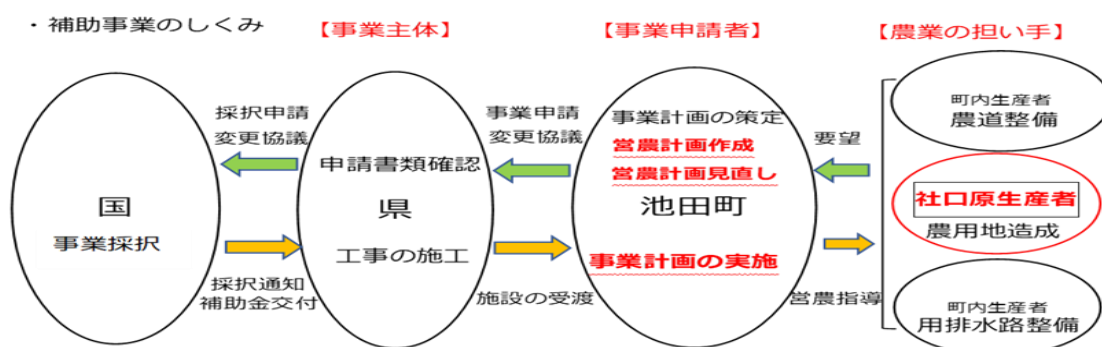 ・補助事業のしくみ
【事業主体】
【事業申請者】
【農業の担い手】
国
事業採択
採択申請
変更協議
採択通知
補助金交付
申請書類確認
県
工事の施工
事業申請
変更協議
施設の受渡
事業計画の策定
営農計画作成
営農計画見直し
池田町
事業計画の実施
要望
営農指導
町内生産者
農道整備
社口原生産者
農用地造成
町内生産者
用排水路整備